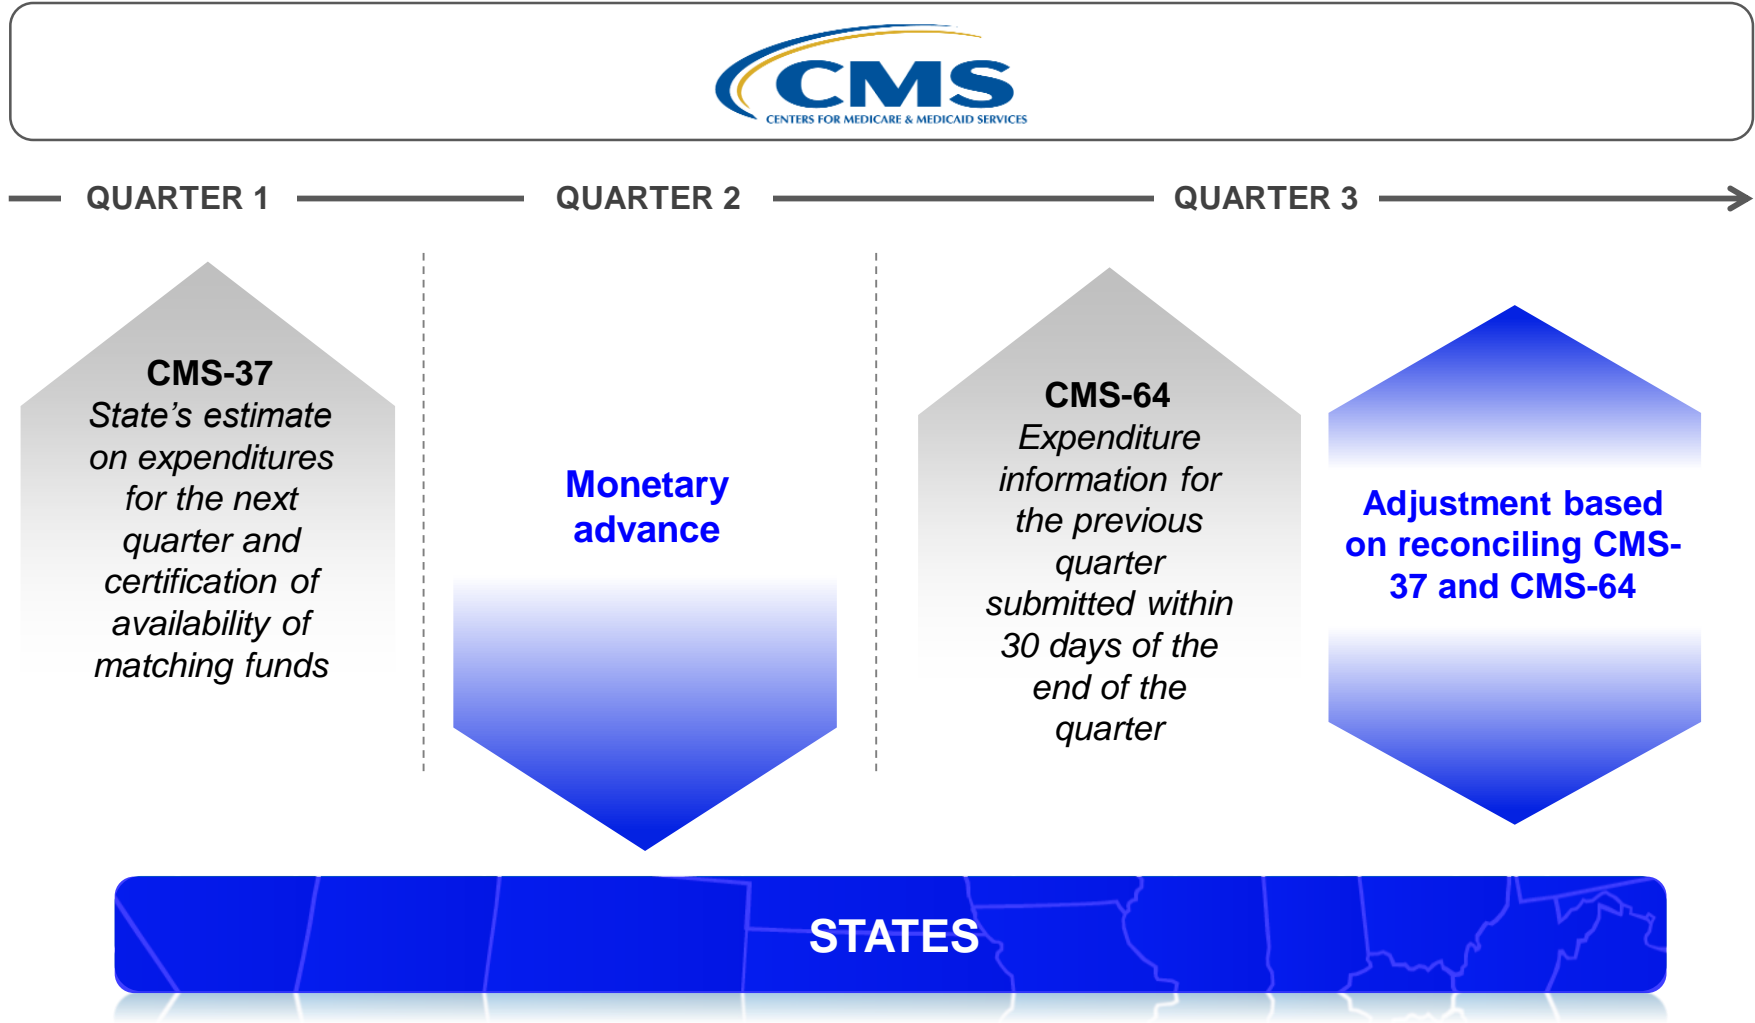 CMS
CENTERS FOR MEDICARE & MEDICAID SERVICES
QUARTER 1
QUARTER 2
QUARTER 3
CMS-37
State’s estimate
on expenditures
for the next
quarter and
certification of
availability of
matching funds
Monetary
advance
CMS-64
Expenditure
information for
the previous
quarter
submitted within
30 days of the
end of the
quarter
Adjustment based
on reconciling CMS-
37 and CMS-64
STATES